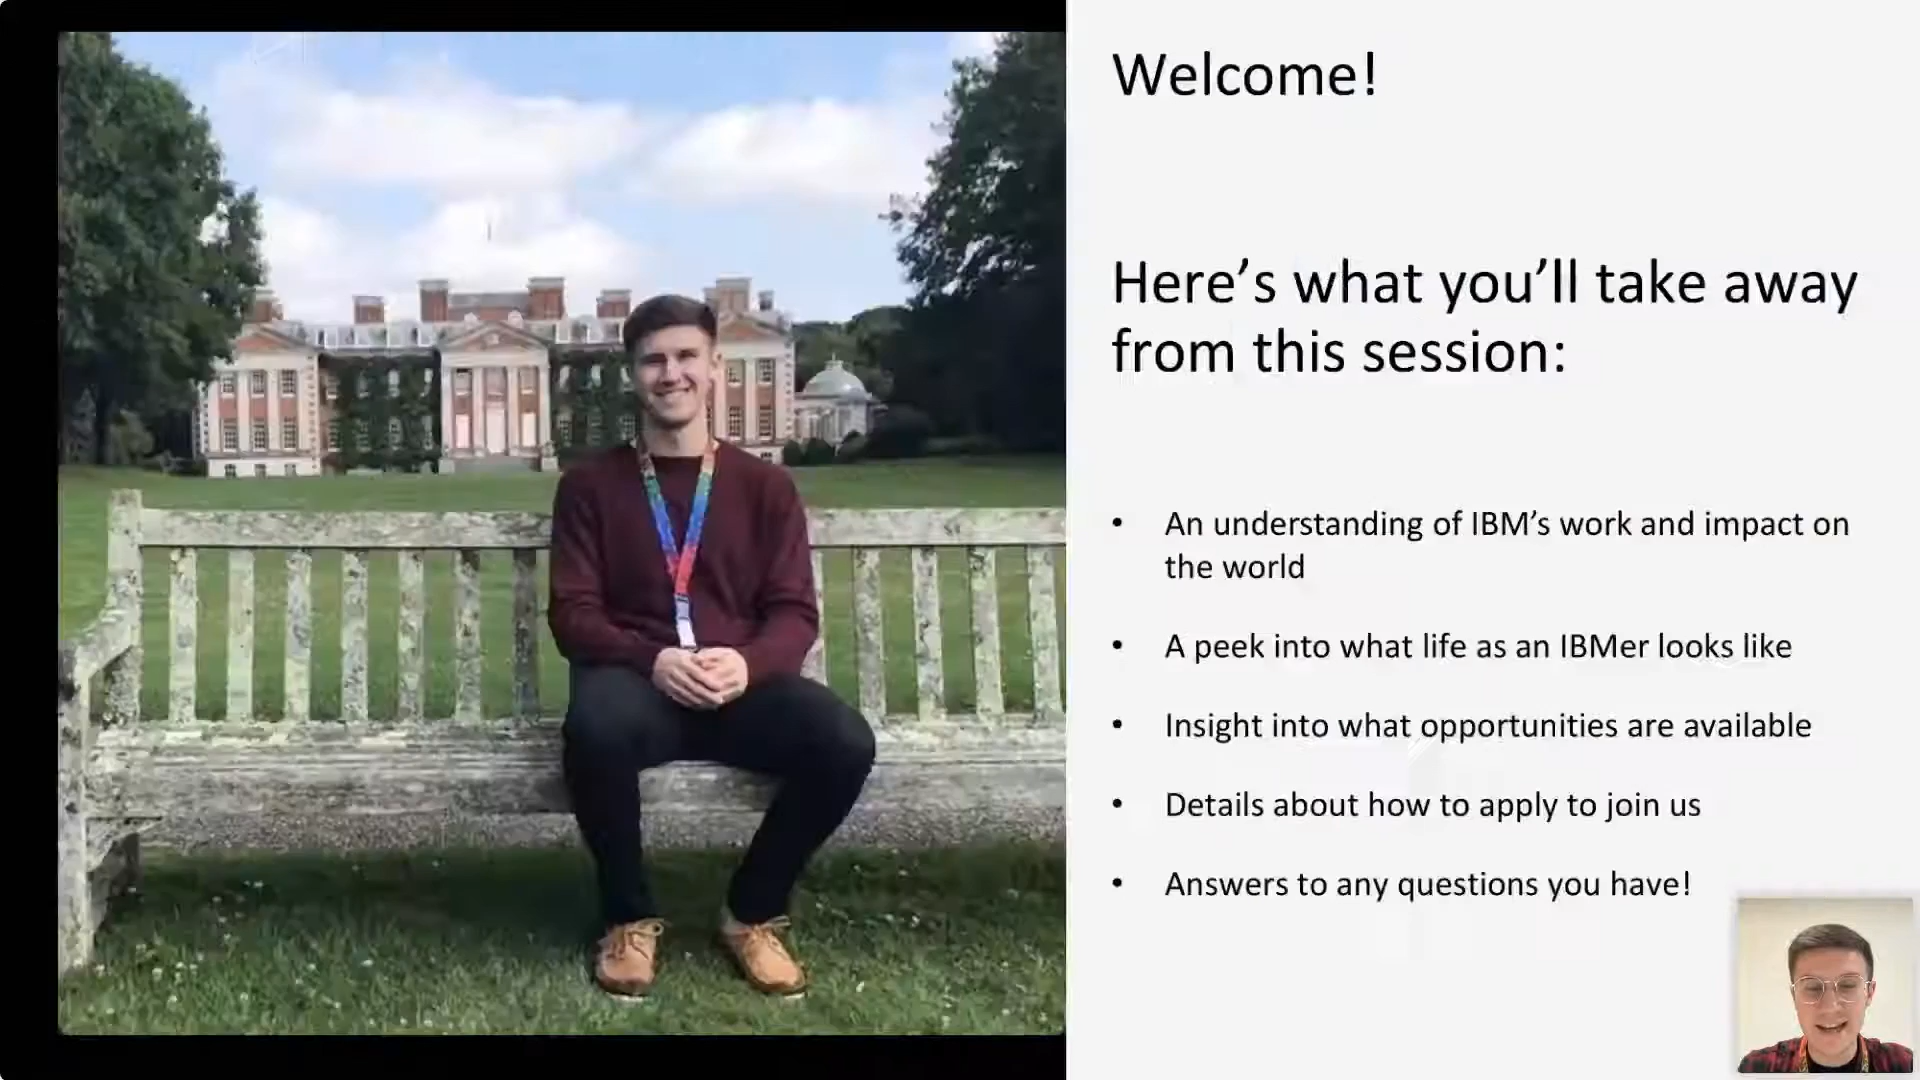 Welcome!
Here’s what you’ll take away
from this session:
• An understanding of IBM’s work and impact on
the world
• A peek into what life as an IBMer looks like
• Insight into what opportunities are available
• Details about how to apply to join us
• Answers to any questions you have!